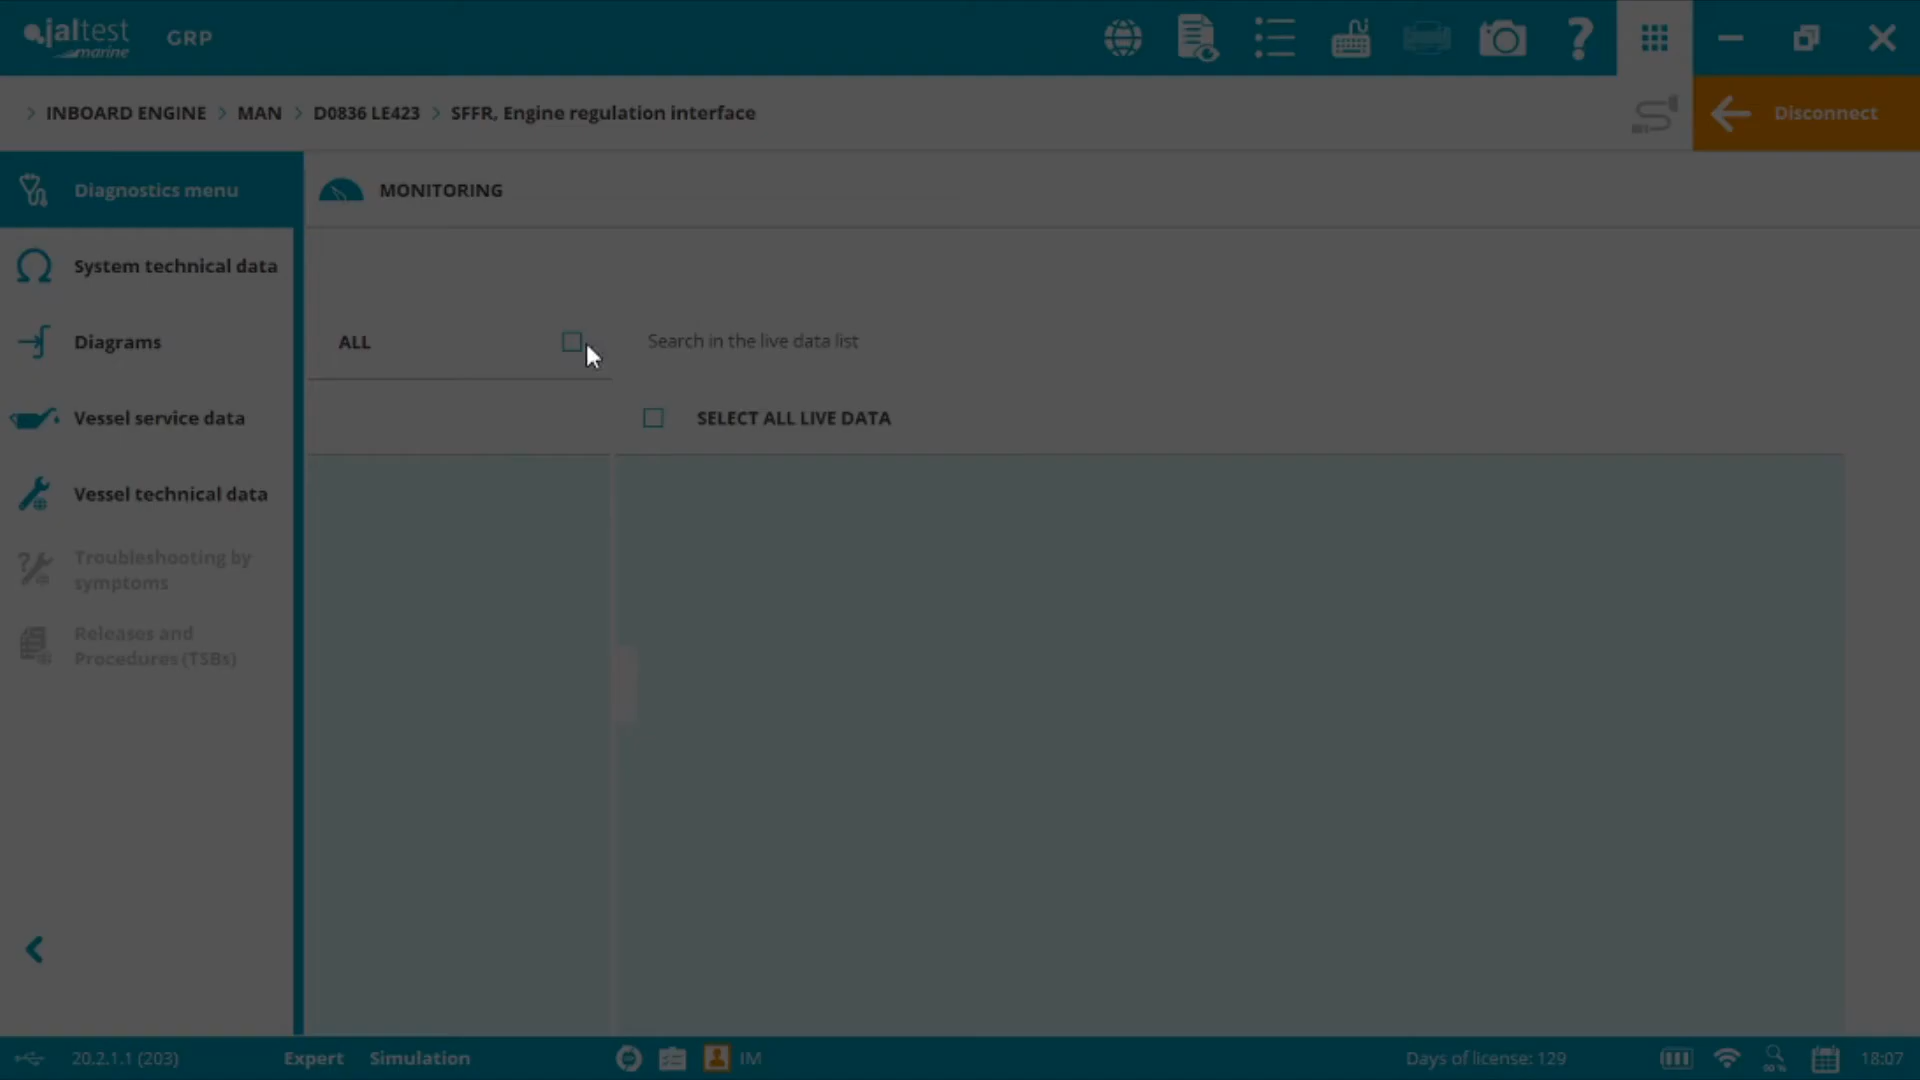 jaltest
marine
GRP
> INBOARD ENGINE > MAN > D0836 LE423 > SFFR, Engine regulation interface
Disconnect
Diagnostics menu
MONITORING
System technical data
Diagrams
ALL
Search in the live data list
Vessel service data
SELECT ALL LIVE DATA
Vessel technical data
Troubleshooting by
symptoms
Releases and
Procedures (TSBs)
20.2.1.1 (203)
Expert
Simulation
IM
Days of license: 129
18:07